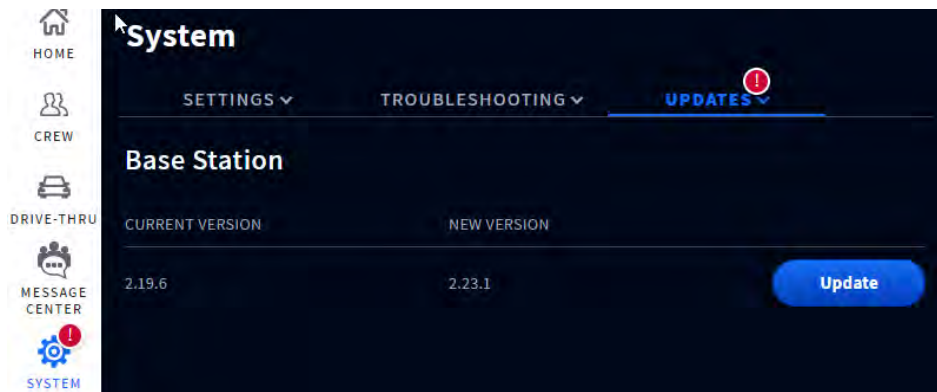 HOME
CREW
DRIVE-THRU
MESSAGE
CENTER
SYSTEM
System
SETTINGS
TROUBLESHOOTING
UPDATES
!
Base Station
CURRENT VERSION
NEW VERSION
2.19.6
2.23.1
Update
!